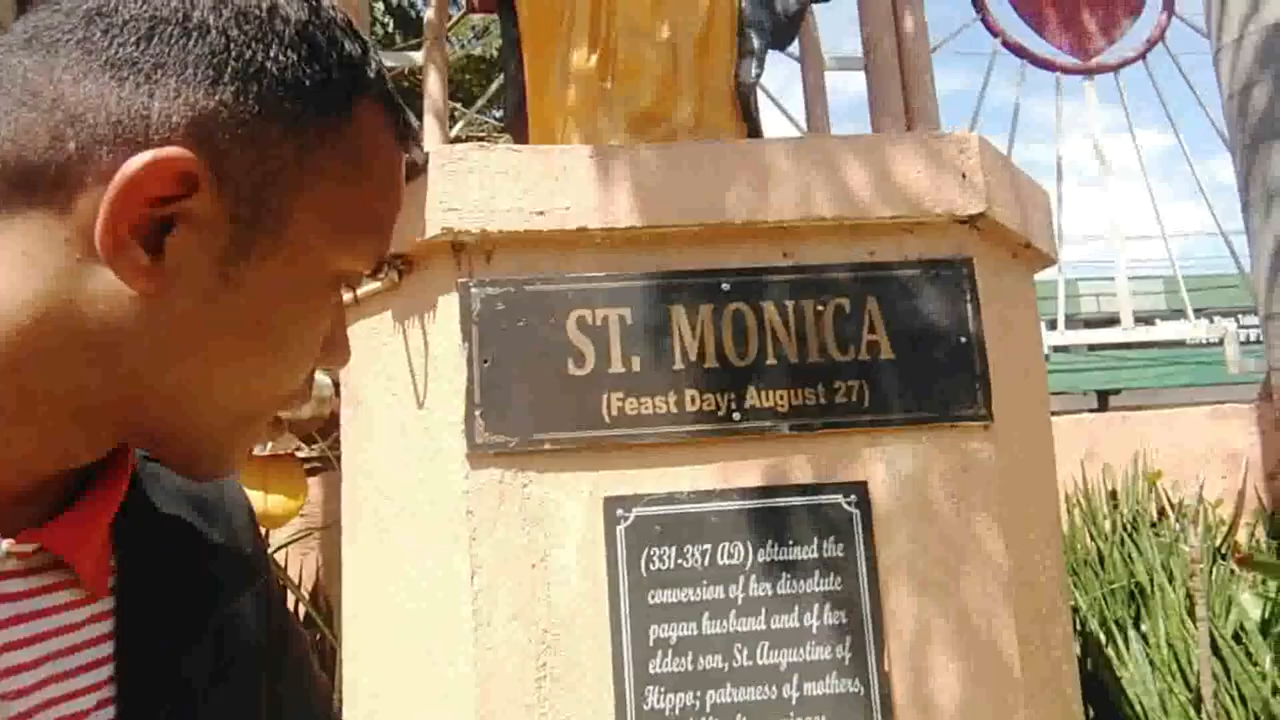 ST. MONICA
(Feast Day: August 27)
(331-387 AD) obtained the
conversion of her dissolute
pagan husband and of her
eldest son, St. Augustine of
Hippo; patroness of mothers,